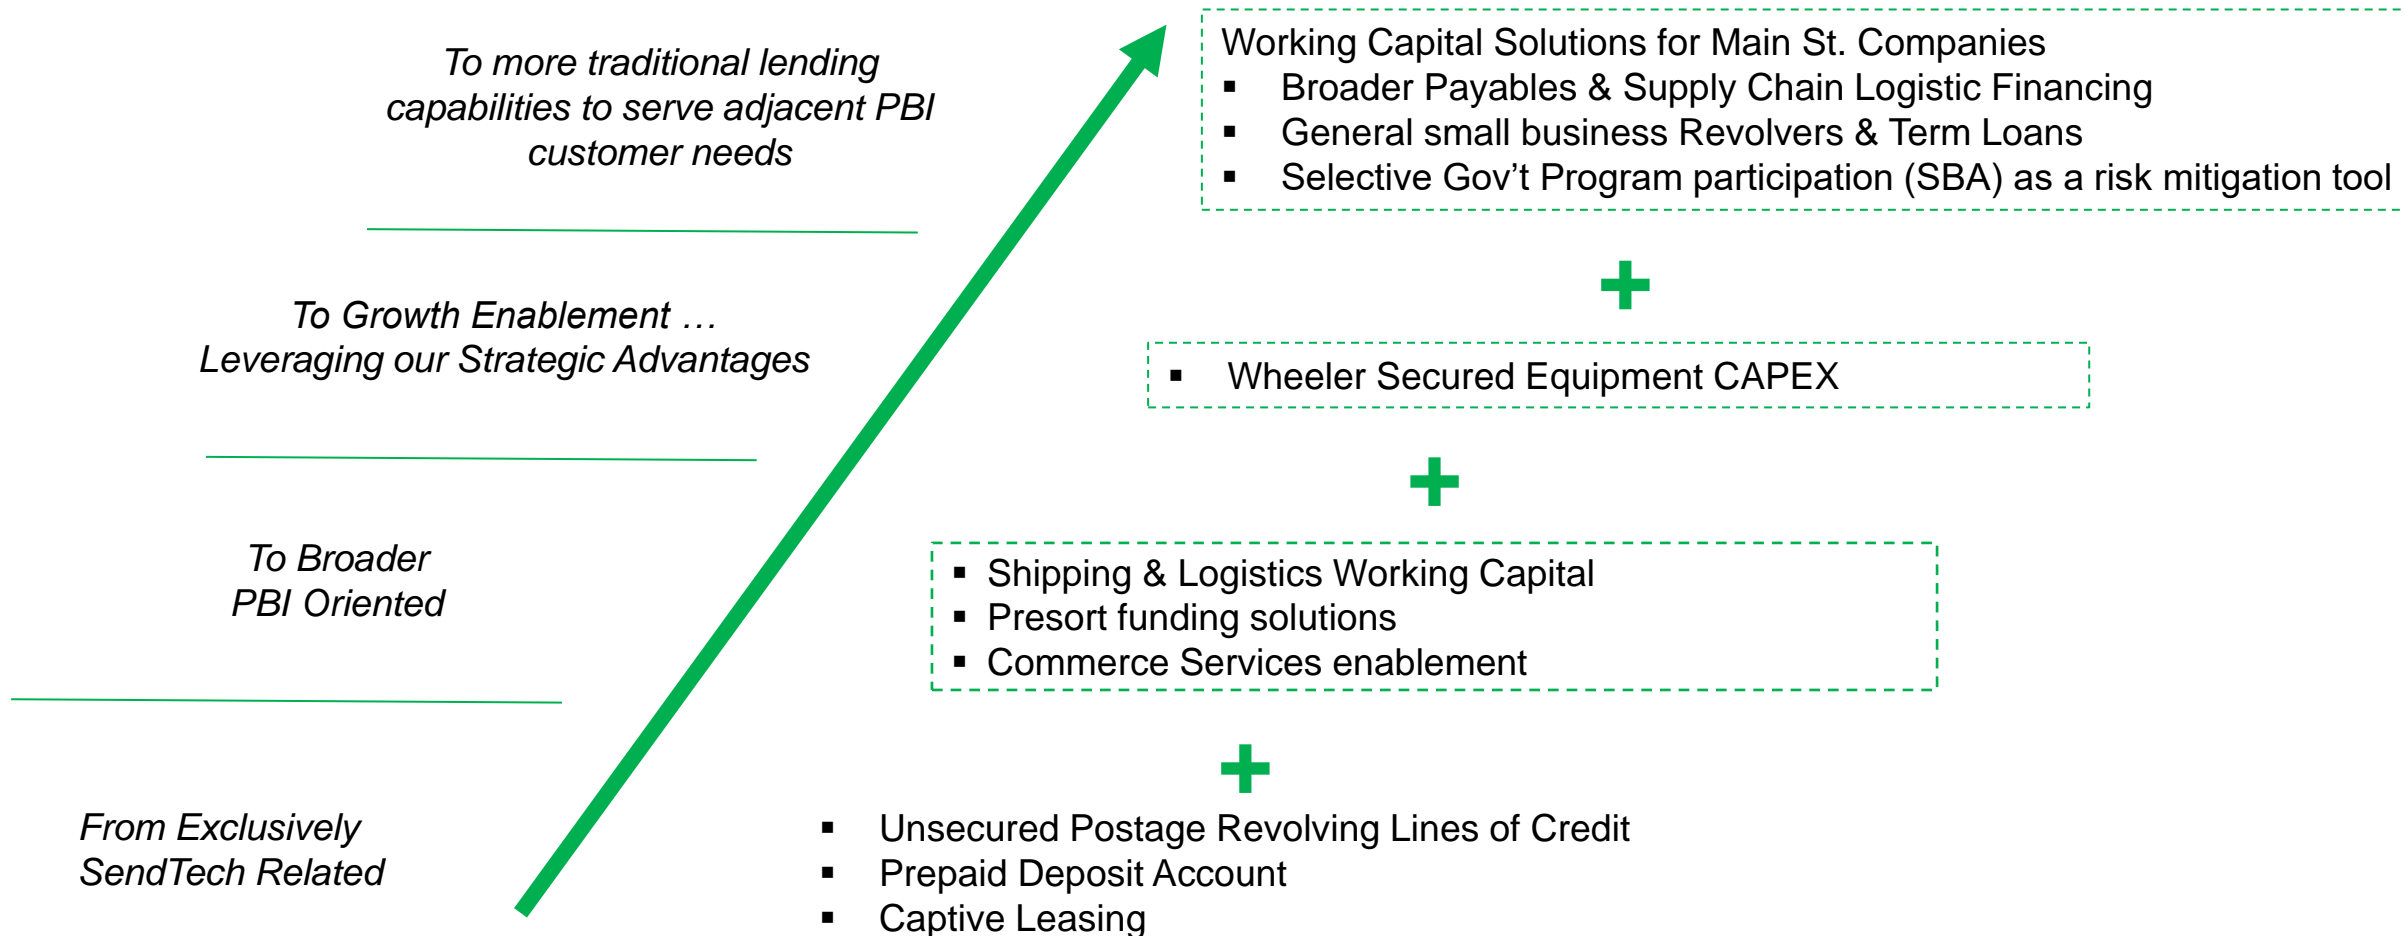 To more traditional lending
capabilities to serve adjacent PBI
customer needs
Working Capital Solutions for Main St. Companies
▪ Broader Payables & Supply Chain Logistic Financing
▪ General small business Revolvers & Term Loans
▪ Selective Gov’t Program participation (SBA) as a risk mitigation tool
+
To Growth Enablement …
Leveraging our Strategic Advantages
▪ Wheeler Secured Equipment CAPEX
+
To Broader
PBI Oriented
▪ Shipping & Logistics Working Capital
▪ Presort funding solutions
▪ Commerce Services enablement
+
From Exclusively
SendTech Related
▪ Unsecured Postage Revolving Lines of Credit
▪ Prepaid Deposit Account
▪ Captive Leasing